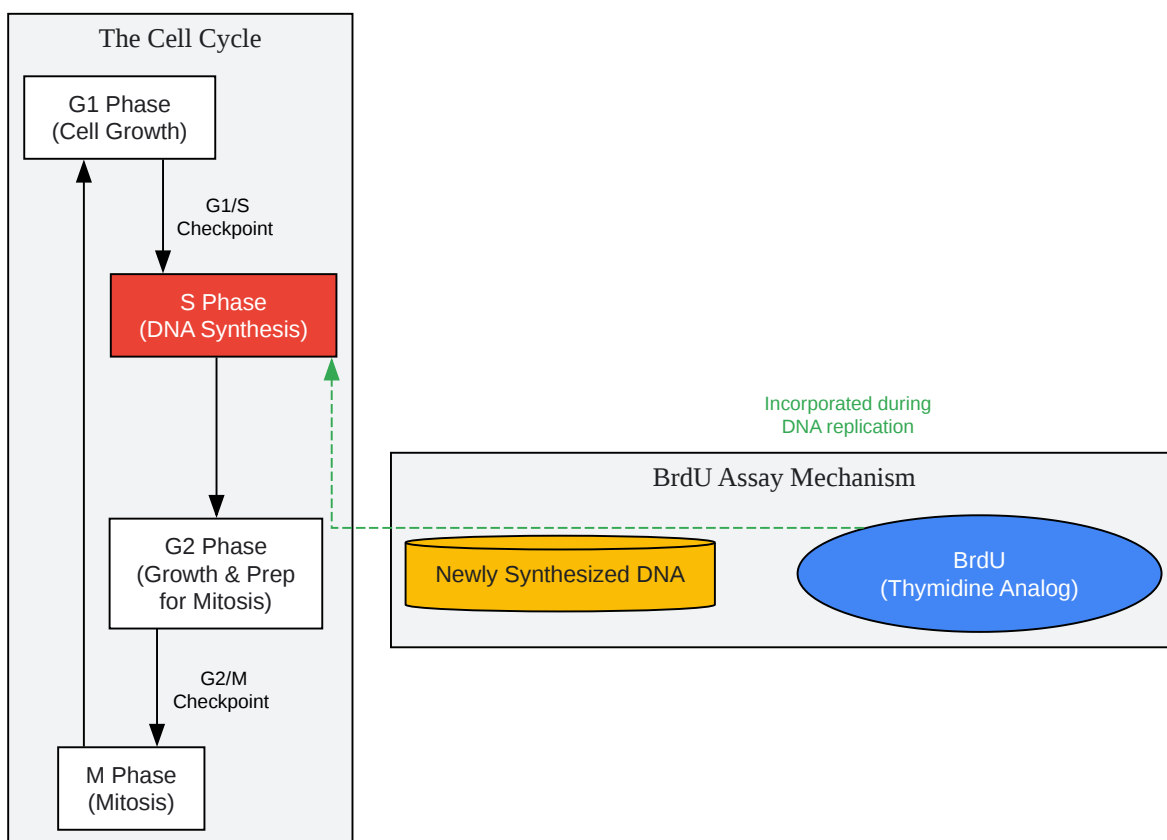 The Cell Cycle
G1 Phase
(Cell Growth)
G1/S
Checkpoint
S Phase
(DNA Synthesis)
G2 Phase
(Growth & Prep
for Mitosis)
G2/M
Checkpoint
M Phase
(Mitosis)
Incorporated during
DNA replication
BrdU Assay Mechanism
Newly Synthesized DNA
BrdU
(Thymidine Analog)